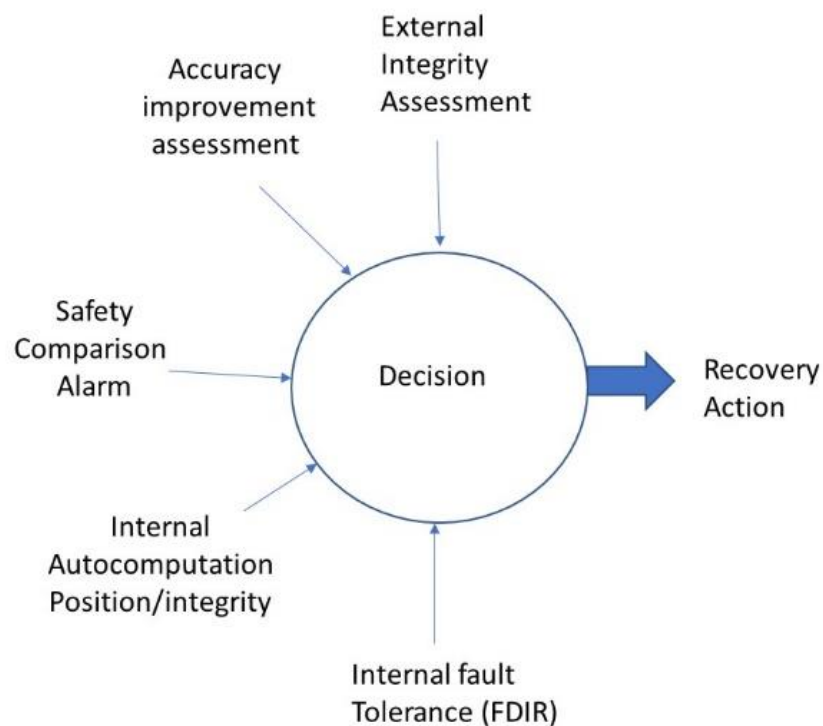 External
Integrity
Assessment
Accuracy
improvement
assessment
Safety
Comparison
Alarm
Decision
Recovery
Action
Internal
Autocomputation
Position/integrity
Internal fault
Tolerance (FDIR)